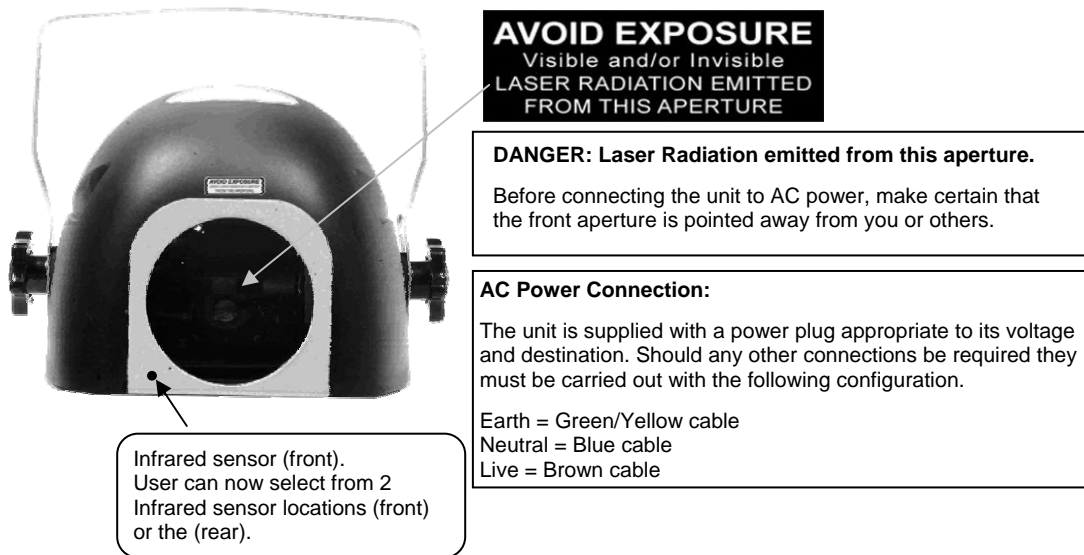 AVOID EXPOSURE
Visible and/or Invisible
LASER RADIATION EMITTED
FROM THIS APERTURE
DANGER: Laser Radiation emitted from this aperture.
Before connecting the unit to AC power, make certain that
the front aperture is pointed away from you or others.
AVOID EXPOSURE
AC Power Connection:
The unit is supplied with a power plug appropriate to its voltage
and destination. Should any other connections be required they
must be carried out with the following configuration.
Earth = Green/Yellow cable
Neutral = Blue cable
Live = Brown cable
Infrared sensor (front).
User can now select from 2
Infrared sensor locations (front)
or the (rear).